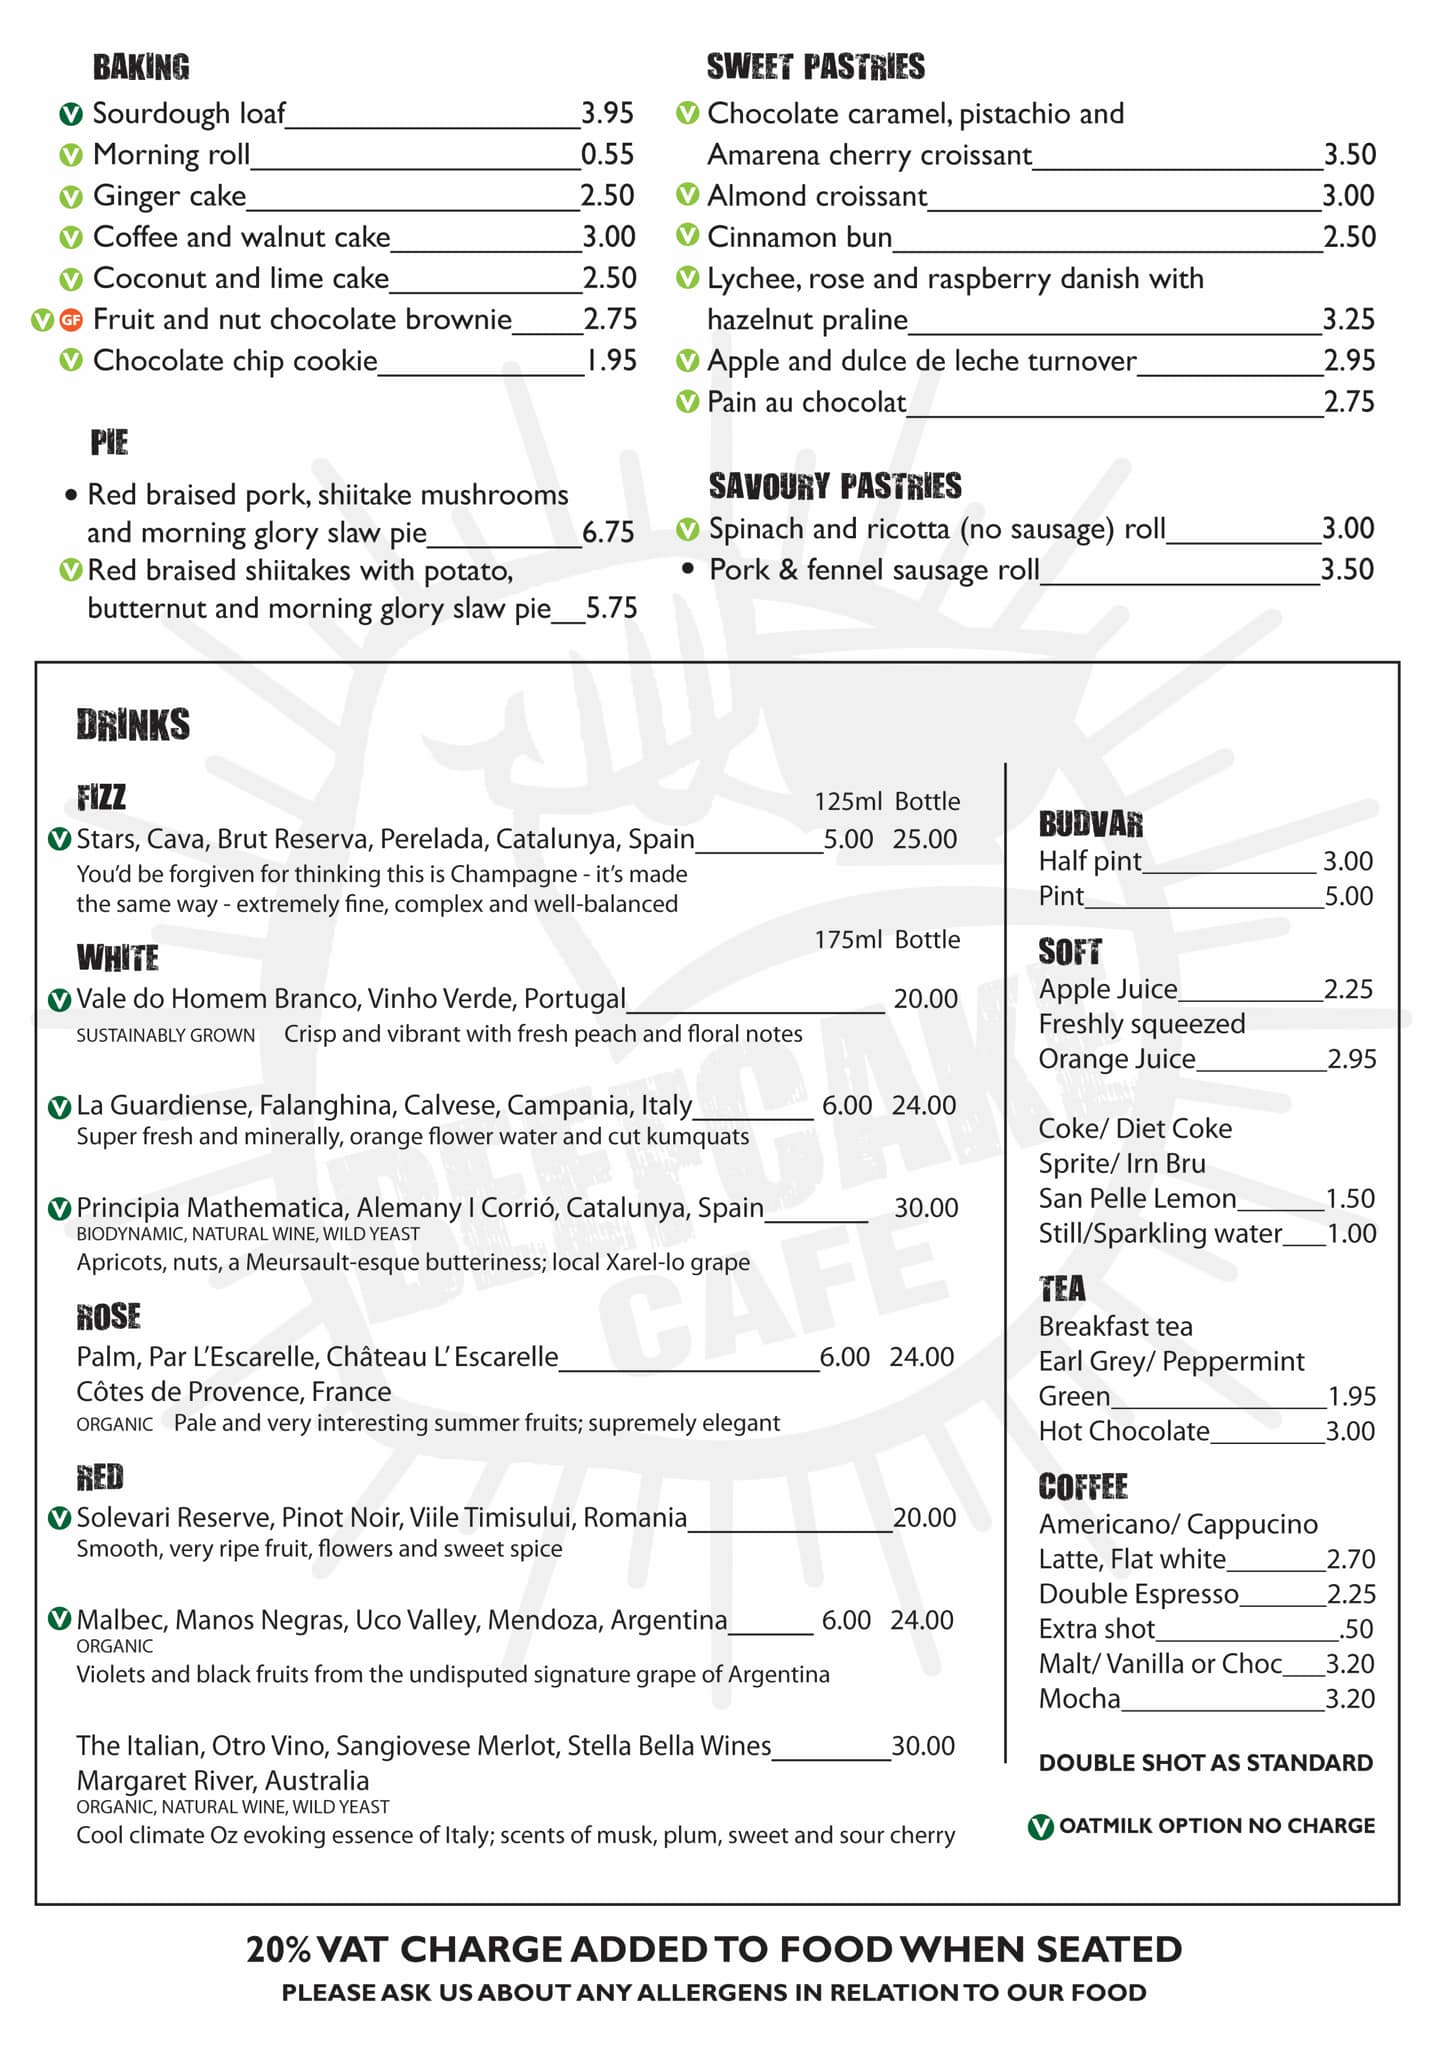 BAKING
V Sourdough loaf 3.95
V Morning roll 0.55
V Ginger cake 2.50
V Coffee and walnut cake 3.00
V Coconut and lime cake 2.50
V GF Fruit and nut chocolate brownie 2.75
V Chocolate chip cookie 1.95
PIE
• Red braised pork, shiitake mushrooms
and morning glory slaw pie 6.75
V Red braised shiitakes with potato,
butternut and morning glory slaw pie 5.75
SWEET PASTRIES
V Chocolate caramel, pistachio and
Amarena cherry croissant 3.50
V Almond croissant 3.00
V Cinnamon bun 2.50
V Lychee, rose and raspberry danish with
hazelnut praline 3.25
V Apple and dulce de leche turnover 2.95
V Pain au chocolat 2.75
SAVOURY PASTRIES
V Spinach and ricotta (no sausage) roll 3.00
• Pork & fennel sausage roll 3.50
DRINKS
FIZZ 125ml Bottle
V Stars, Cava, Brut Reserva, Perelada, Catalunya, Spain 5.00 25.00
You'd be forgiven for thinking this is Champagne - it's made
the same way - extremely fine, complex and well-balanced
WHITE 175ml Bottle
V Vale do Homem Branco, Vinho Verde, Portugal 20.00
SUSTAINABLY GROWN Crisp and vibrant with fresh peach and floral notes
V La Guardiense, Falanghina, Calvese, Campania, Italy 6.00 24.00
Super fresh and minerally, orange flower water and cut kumquats
V Principia Mathematica, Alemany I Corrió, Catalunya, Spain 30.00
BIODYNAMIC, NATURAL WINE, WILD YEAST
Apricots, nuts, a Meursault-esque butteriness; local Xarel-lo grape
ROSE
Palm, Par L'Escarelle, Château L' Escarelle 6.00 24.00
Côtes de Provence, France
ORGANIC Pale and very interesting summer fruits; supremely elegant
RED
V Solevari Reserve, Pinot Noir, Viile Timisului, Romania 20.00
Smooth, very ripe fruit, flowers and sweet spice
V Malbec, Manos Negras, Uco Valley, Mendoza, Argentina 6.00 24.00
ORGANIC
Violets and black fruits from the undisputed signature grape of Argentina
The Italian, Otro Vino, Sangiovese Merlot, Stella Bella Wines 30.00
Margaret River, Australia
ORGANIC, NATURAL WINE, WILD YEAST
Cool climate Oz evoking essence of Italy; scents of musk, plum, sweet and sour cherry
BUDVAR
Half pint 3.00
Pint 5.00
SOFT
Apple Juice 2.25
Freshly squeezed
Orange Juice 2.95
Coke/ Diet Coke
Sprite/ Irn Bru
San Pelle Lemon 1.50
Still/Sparkling water 1.00
TEA
Breakfast tea
Earl Grey/ Peppermint
Green 1.95
Hot Chocolate 3.00
COFFEE
Americano/ Cappucino
Latte, Flat white 2.70
Double Espresso 2.25
Extra shot .50
Malt/ Vanilla or Choc 3.20
Mocha 3.20
DOUBLE SHOT AS STANDARD
V OATMILK OPTION NO CHARGE
BEEFCAKE
CAFE
20% VAT CHARGE ADDED TO FOOD WHEN SEATED
PLEASE ASK US ABOUT ANY ALLERGENS IN RELATION TO OUR FOOD